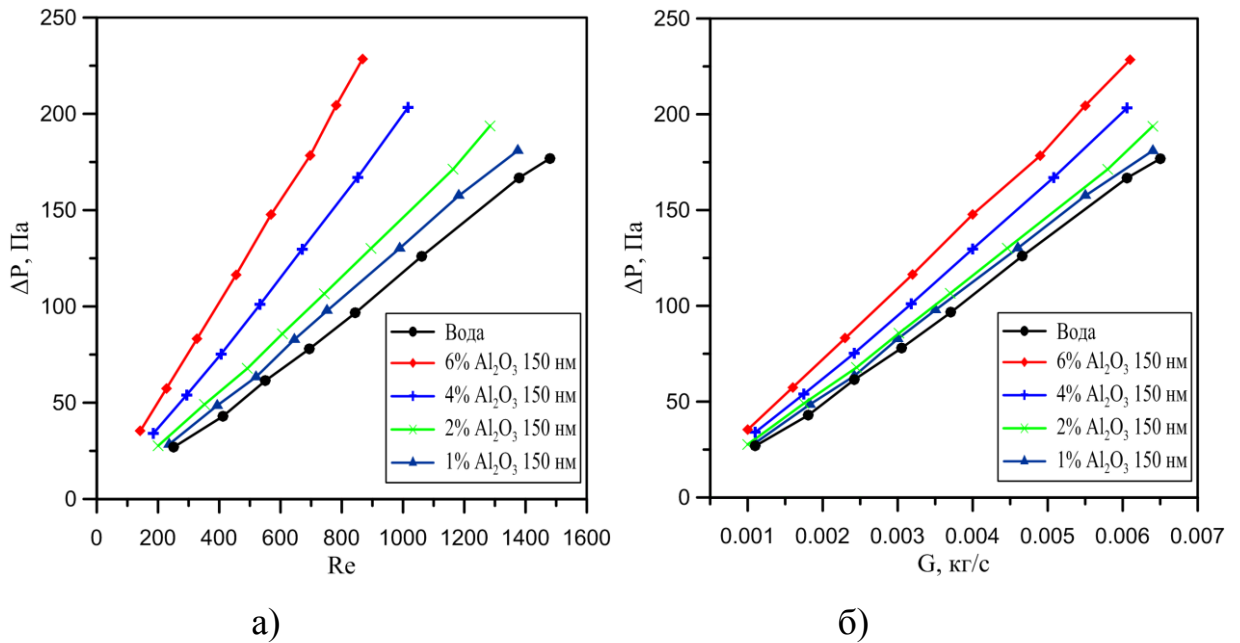 250
200
150
100
50
0
ΔP, Па
0 200 400 600 800 1000 1200 1400 1600
Re
Вода
6% Al₂O₃ 150 нм
4% Al₂O₃ 150 нм
2% Al₂O₃ 150 нм
1% Al₂O₃ 150 нм
а)
250
200
150
100
50
0
ΔP, Па
0.001 0.002 0.003 0.004 0.005 0.006 0.007
G, кг/с
Вода
6% Al₂O₃ 150 нм
4% Al₂O₃ 150 нм
2% Al₂O₃ 150 нм
1% Al₂O₃ 150 нм
б)